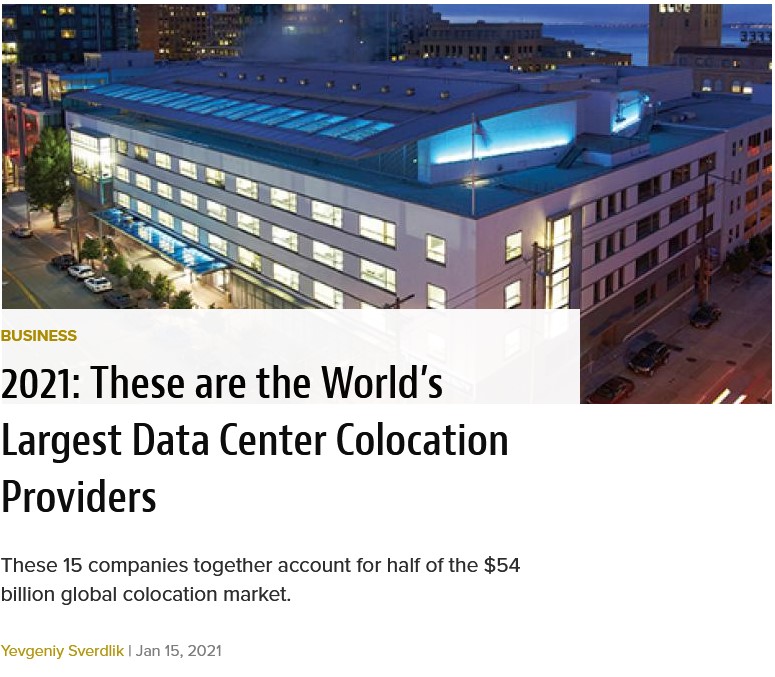 BUSINESS
2021: These are the World's
Largest Data Center Colocation
Providers
These 15 companies together account for half of the $54
billion global colocation market.
Yevgeniy Sverdlik | Jan 15, 2021